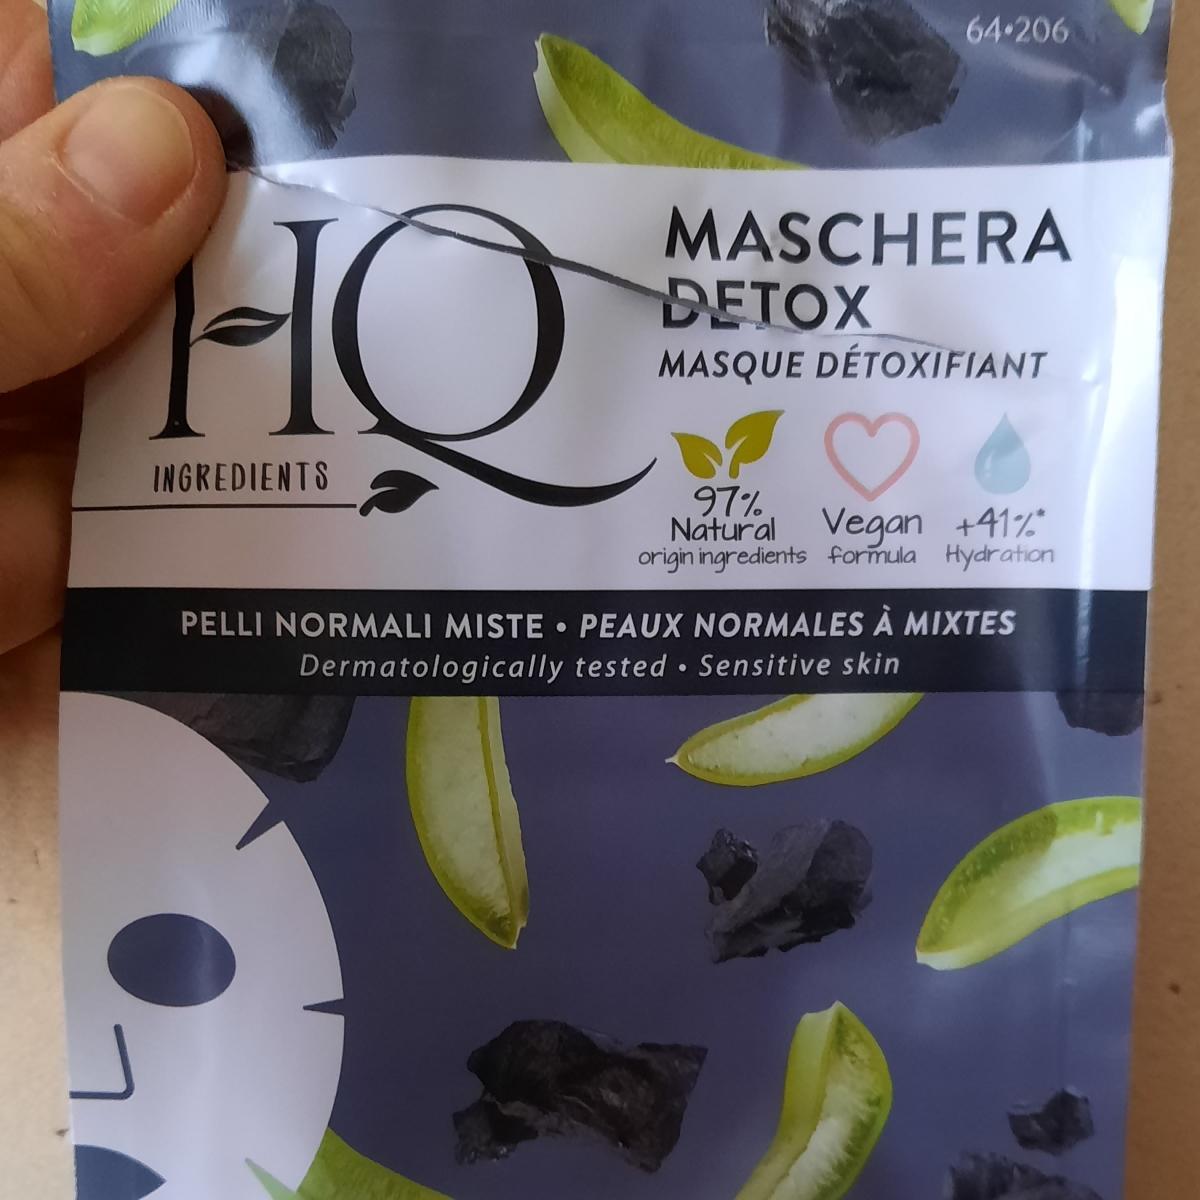 64•206
HQ
INGREDIENTS
MASCHERA
DETOX
MASQUE DÉTOXIFIANT
97%
Natural
origin ingredients
Vegan
formula
+41%*
Hydration
PELLI NORMALI MISTE • PEAUX NORMALES À MIXTES
Dermatologically tested • Sensitive skin